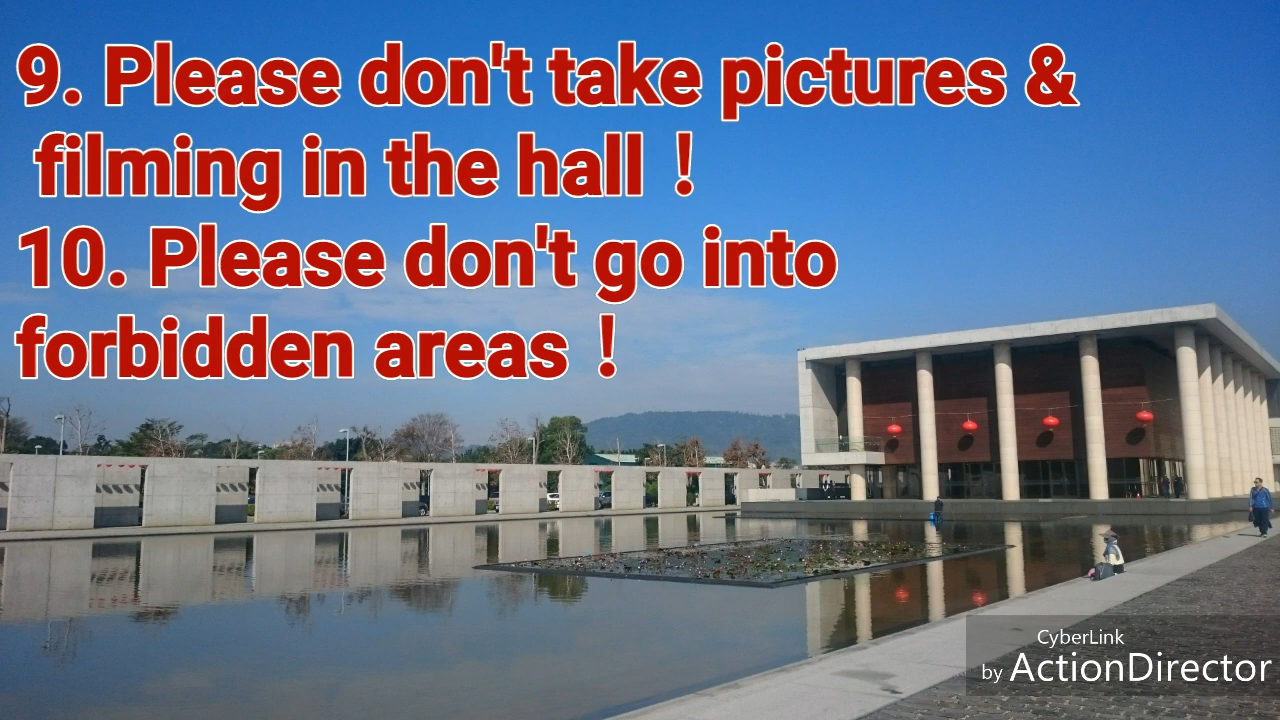 9. Please don't take pictures &
filming in the hall！
10. Please don't go into
forbidden areas！
CyberLink
by ActionDirector